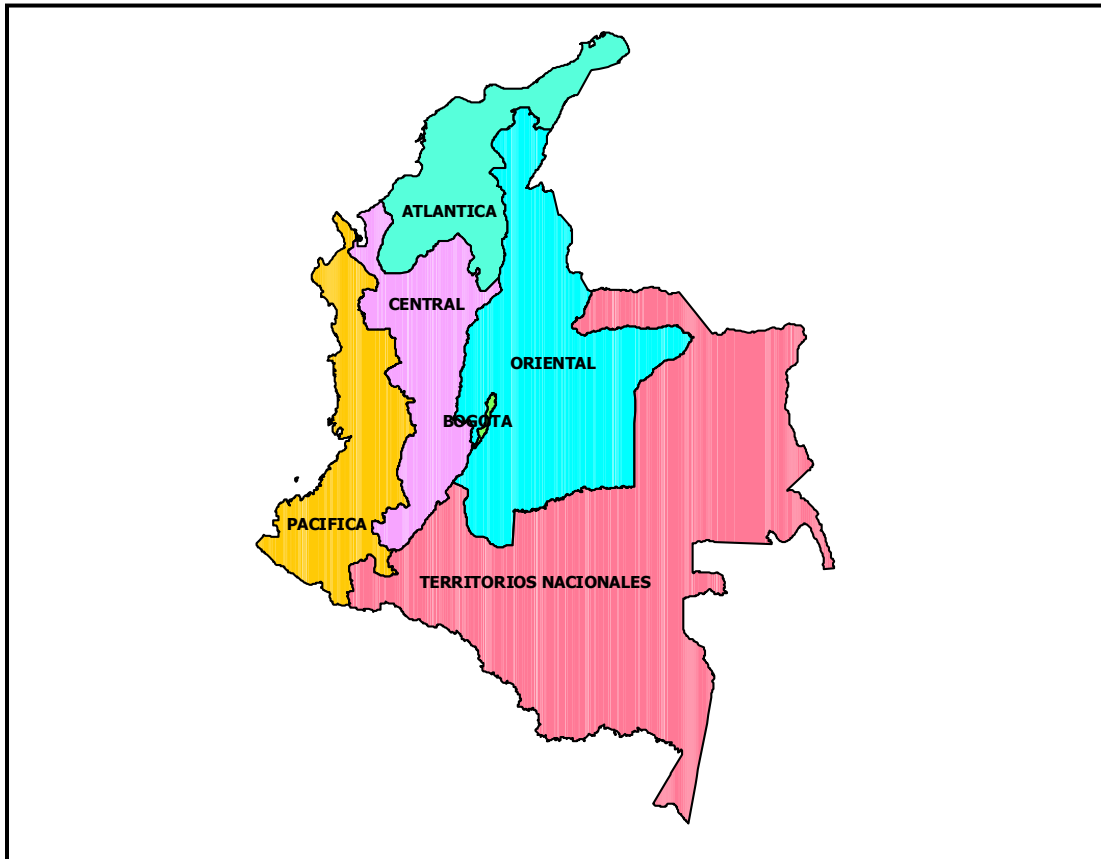 ATLANTICA
CENTRAL
ORIENTAL
BOGOTA
PACIFICA
TERRITORIOS NACIONALES